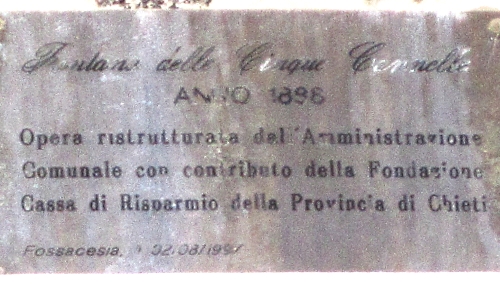 Fontana delle Cinque Cannelle
ANNO 1896
Opera ristrutturata dall'Amministrazione
Comunale con contributo della Fondazione
Cassa di Risparmio della Provincia di Chieti
Fossacesia,